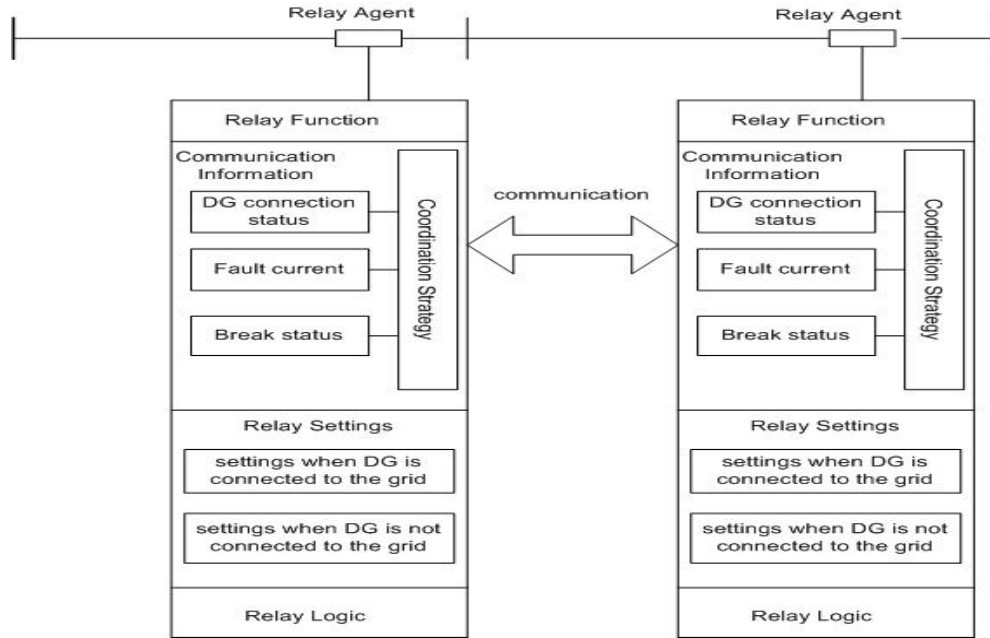 Relay Agent
Relay Agent
Relay Function
Communication
Information
DG connection
status
Fault current
Break status
Coordination Strategy
Relay Settings
settings when DG is
connected to the grid
settings when DG is not
connected to the grid
Relay Logic
communication
Relay Function
Communication
Information
DG connection
status
Fault current
Break status
Coordination Strategy
Relay Settings
settings when DG is
connected to the grid
settings when DG is not
connected to the grid
Relay Logic